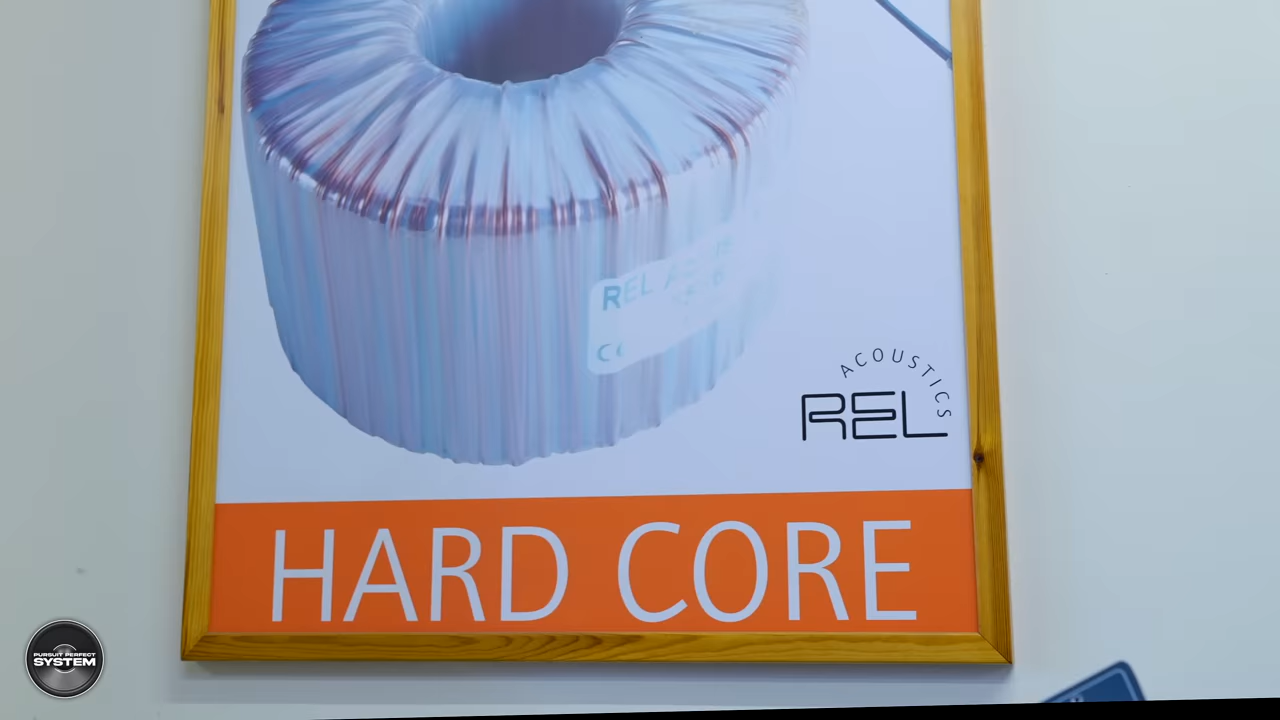 REL
ACOUSTICS
REL
HARD CORE
PURSUIT PERFECT
SYSTEM